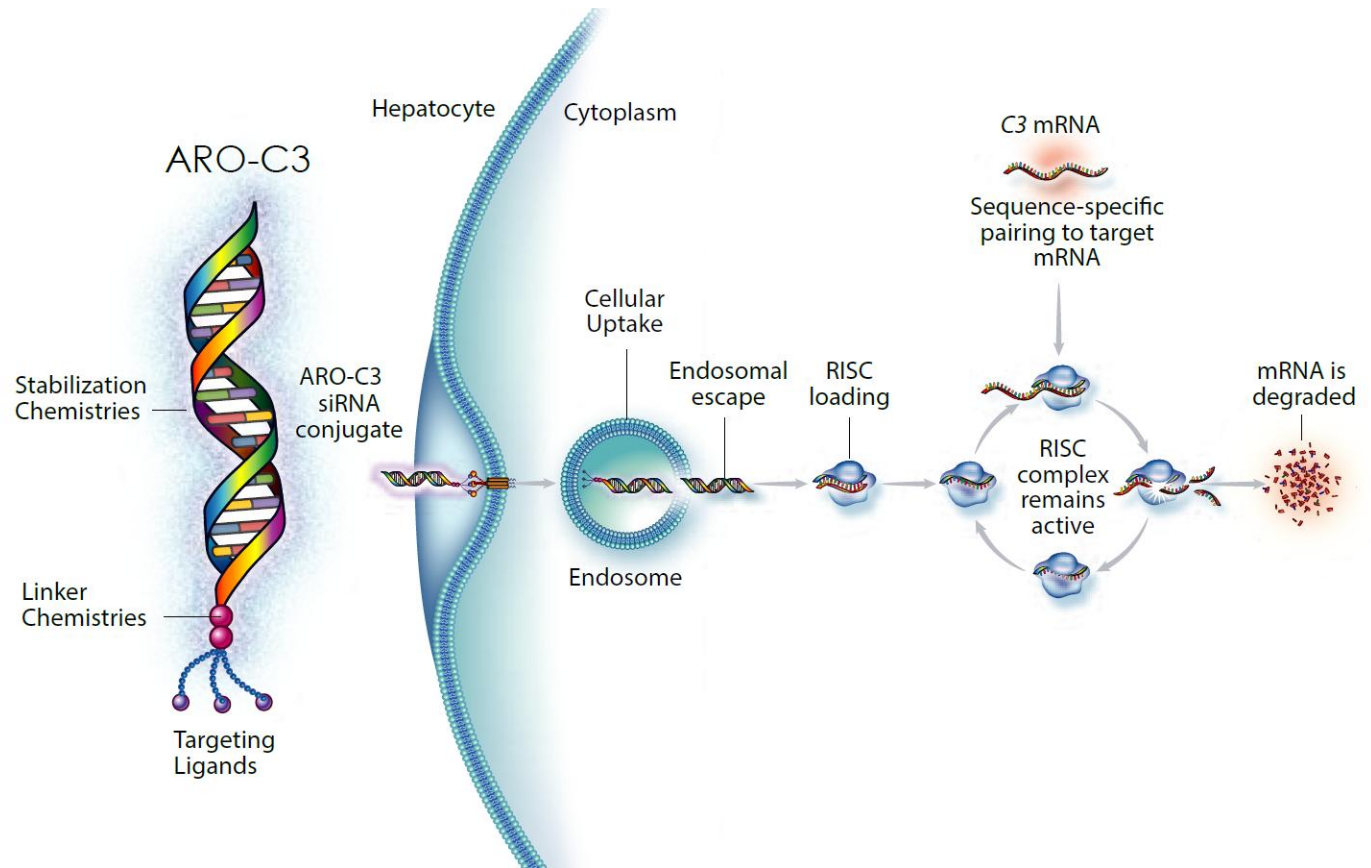 ARO-C3
Stabilization
Chemistries
Linker
Chemistries
Targeting
Ligands
ARO-C3
siRNA
conjugate
Hepatocyte
Cytoplasm
Cellular
Uptake
Endosome
Endosomal
escape
RISC
loading
C3 mRNA
Sequence-specific
pairing to target
mRNA
RISC
complex
remains
active
mRNA is
degraded